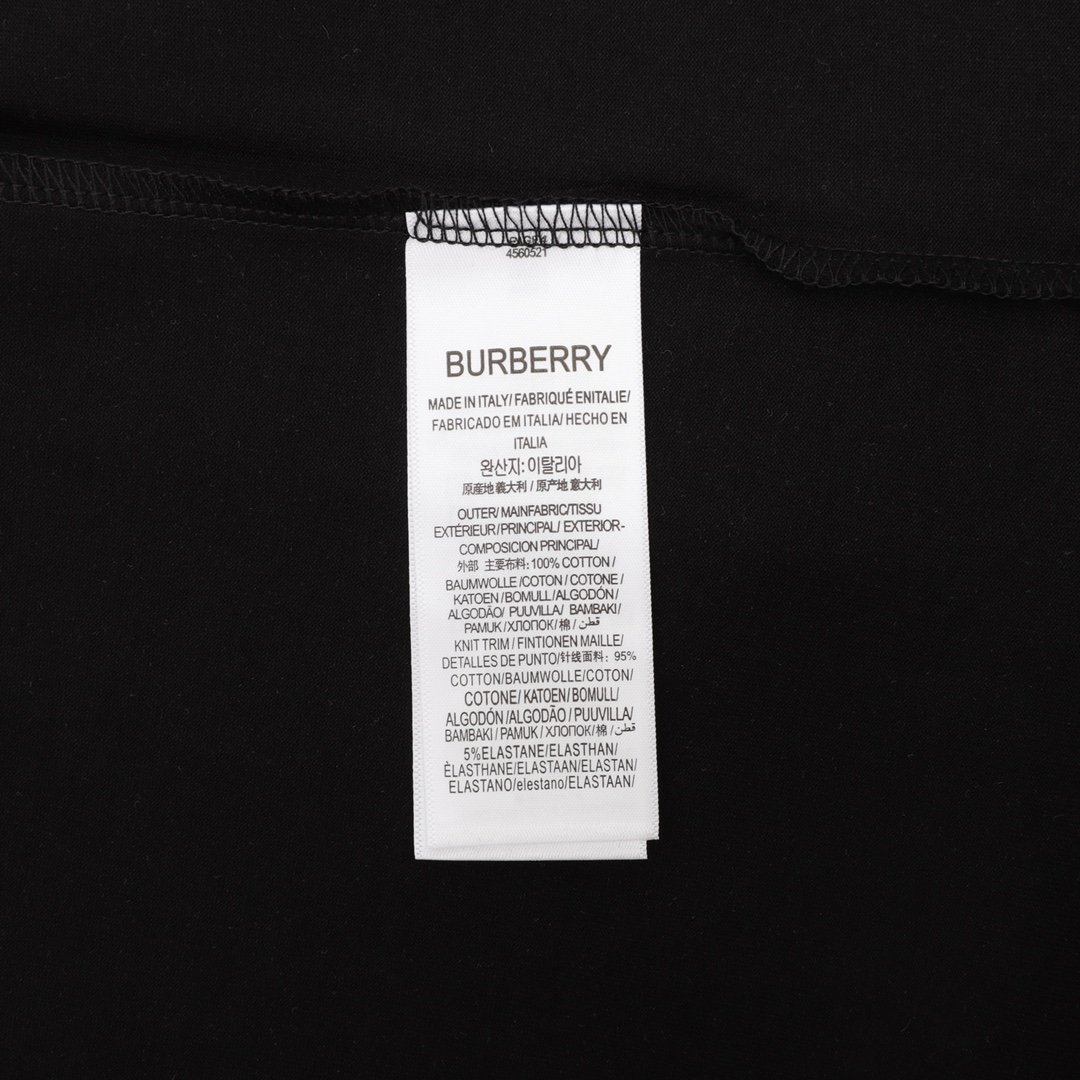 4560521
BURBERRY
MADE IN ITALY/ FABRIQUÉ ENITALIE/
FABRICADO EM ITALIA/ HECHO EN
ITALIA
완산지: 이탈리아
原産地義大利 / 原产地意大利
OUTER/ MAINFABRIC/TISSU
EXTÉRIEUR/PRINCIPAL/ EXTERIOR-
COMPOSICION PRINCIPAL/
外部 主要布料: 100% COTTON /
BAUMWOLLE /COTON / COTONE /
KATOEN / BOMULL /ALGODÓN /
ALGODÃO/ PUUVILLA/ BAMBAKI/
PAMUK / ХЛОПОК/ 棉 / قطن
KNIT TRIM / FINTIONEN MAILLE/
DETALLES DE PUNTO/针线面料: 95%
COTTON/BAUMWOLLE/COTON/
COTONE/ KATOEN/ BOMULL/
ALGODÓN /ALGODÃO / PUUVILLA/
BAMBAKI / PAMUK / ХЛОПОК/棉 / قطن
5%ELASTANE/ELASTHAN/
ÈLASTHANE/ELASTAAN/ELASTAN/
ELASTANO/elestano/ELASTAAN/